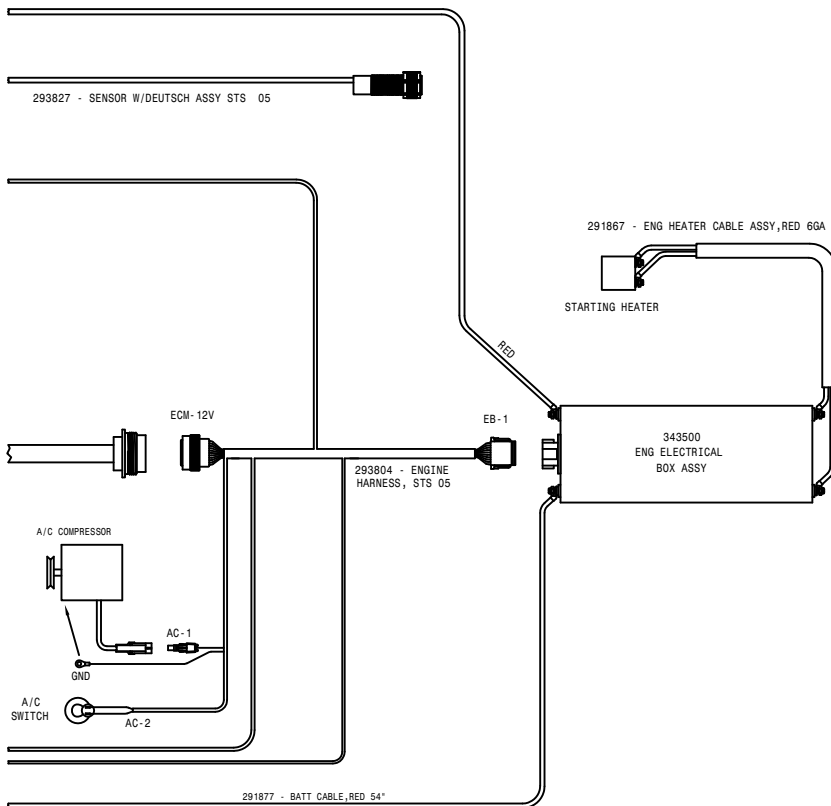 293827 - SENSOR W/DEUTSCH ASSY STS 05
291867 - ENG HEATER CABLE ASSY,RED 6GA
STARTING HEATER
RED
ECM-12V
EB-1
343500
ENG ELECTRICAL
BOX ASSY
293804 - ENGINE
HARNESS, STS 05
A/C COMPRESSOR
AC-1
GND
A/C
SWITCH
AC-2
291877 - BATT CABLE,RED 54"